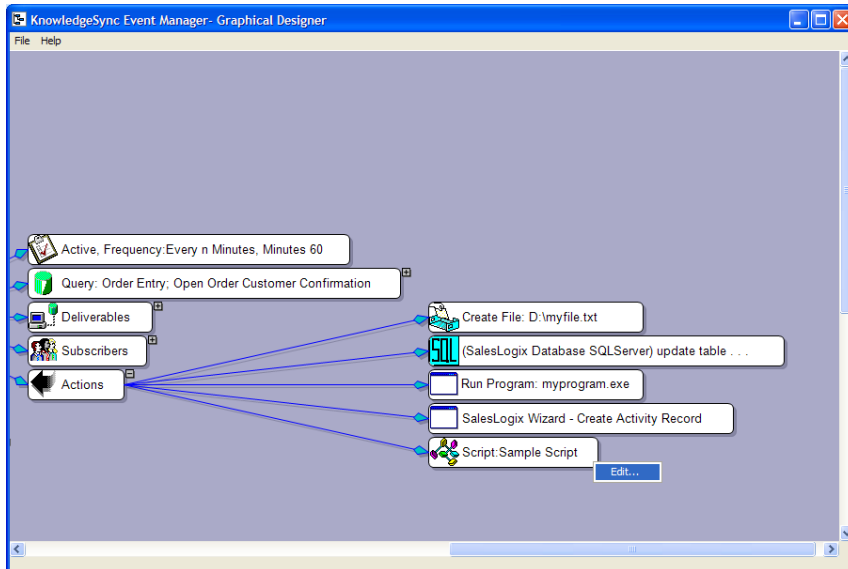 KnowledgeSync Event Manager- Graphical Designer
File Help
Active, Frequency:Every n Minutes, Minutes 60
Query: Order Entry; Open Order Customer Confirmation
Deliverables
Create File: D:\myfile.txt
Subscribers
SQL (SalesLogix Database SQLServer) update table . . .
Actions
Run Program: myprogram.exe
SalesLogix Wizard - Create Activity Record
Script:Sample Script
Edit...